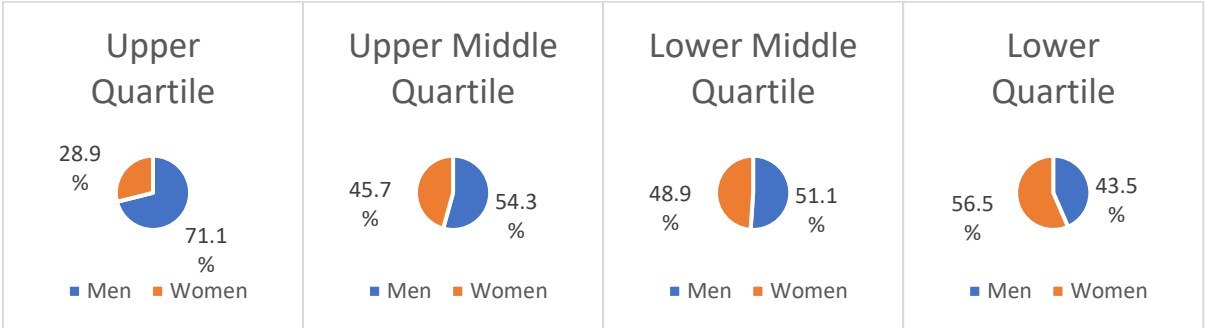 Upper
Quartile
28.9
%
71.1
%
Men Women
Upper Middle
Quartile
45.7
%
54.3
%
Men Women
Lower Middle
Quartile
48.9
%
51.1
%
Men Women
Lower
Quartile
56.5
%
43.5
%
Men Women